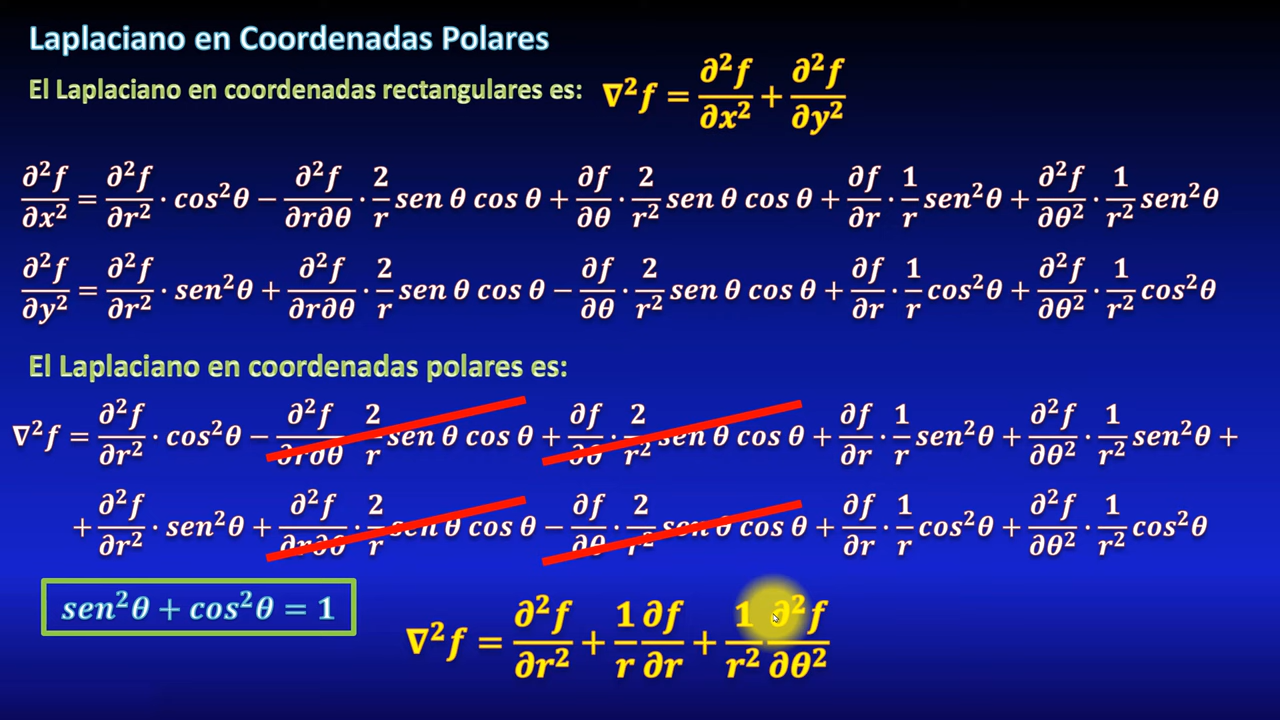 Laplaciano en Coordenadas Polares
El Laplaciano en coordenadas rectangulares es: ∇²f = ∂²f/∂x² + ∂²f/∂y²
∂²f/∂x² = ∂²f/∂r² · cos²θ − ∂²f/∂r∂θ · 2/r sen θ cos θ + ∂f/∂θ · 2/r² sen θ cos θ + ∂f/∂r · 1/r sen²θ + ∂²f/∂θ² · 1/r² sen²θ
∂²f/∂y² = ∂²f/∂r² · sen²θ + ∂²f/∂r∂θ · 2/r sen θ cos θ − ∂f/∂θ · 2/r² sen θ cos θ + ∂f/∂r · 1/r cos²θ + ∂²f/∂θ² · 1/r² cos²θ
El Laplaciano en coordenadas polares es:
∇²f = ∂²f/∂r² · cos²θ − ∂²f/∂r∂θ · 2/r sen θ cos θ + ∂f/∂θ · 2/r² sen θ cos θ + ∂f/∂r · 1/r sen²θ + ∂²f/∂θ² · 1/r² sen²θ +
+ ∂²f/∂r² · sen²θ + ∂²f/∂r∂θ · 2/r sen θ cos θ − ∂f/∂θ · 2/r² sen θ cos θ + ∂f/∂r · 1/r cos²θ + ∂²f/∂θ² · 1/r² cos²θ
sen²θ + cos²θ = 1
∇²f = ∂²f/∂r² + 1/r ∂f/∂r + 1/r² · ∂²f/∂θ²